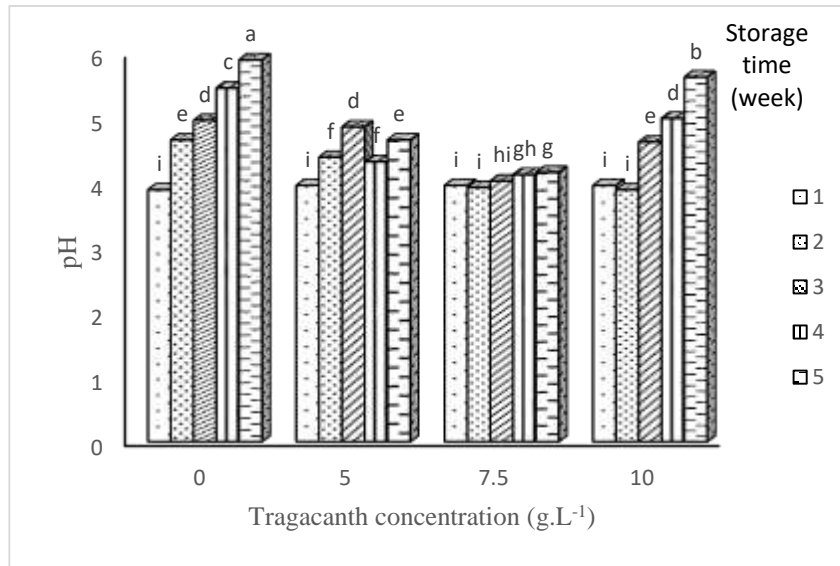 Storage
time
(week)
6
5
4
3
2
1
0
pH
i e d c a
i f d f e
i i hi gh g
i i e d b
0 5 7.5 10
Tragacanth concentration (g.L-1)
1
2
3
4
5